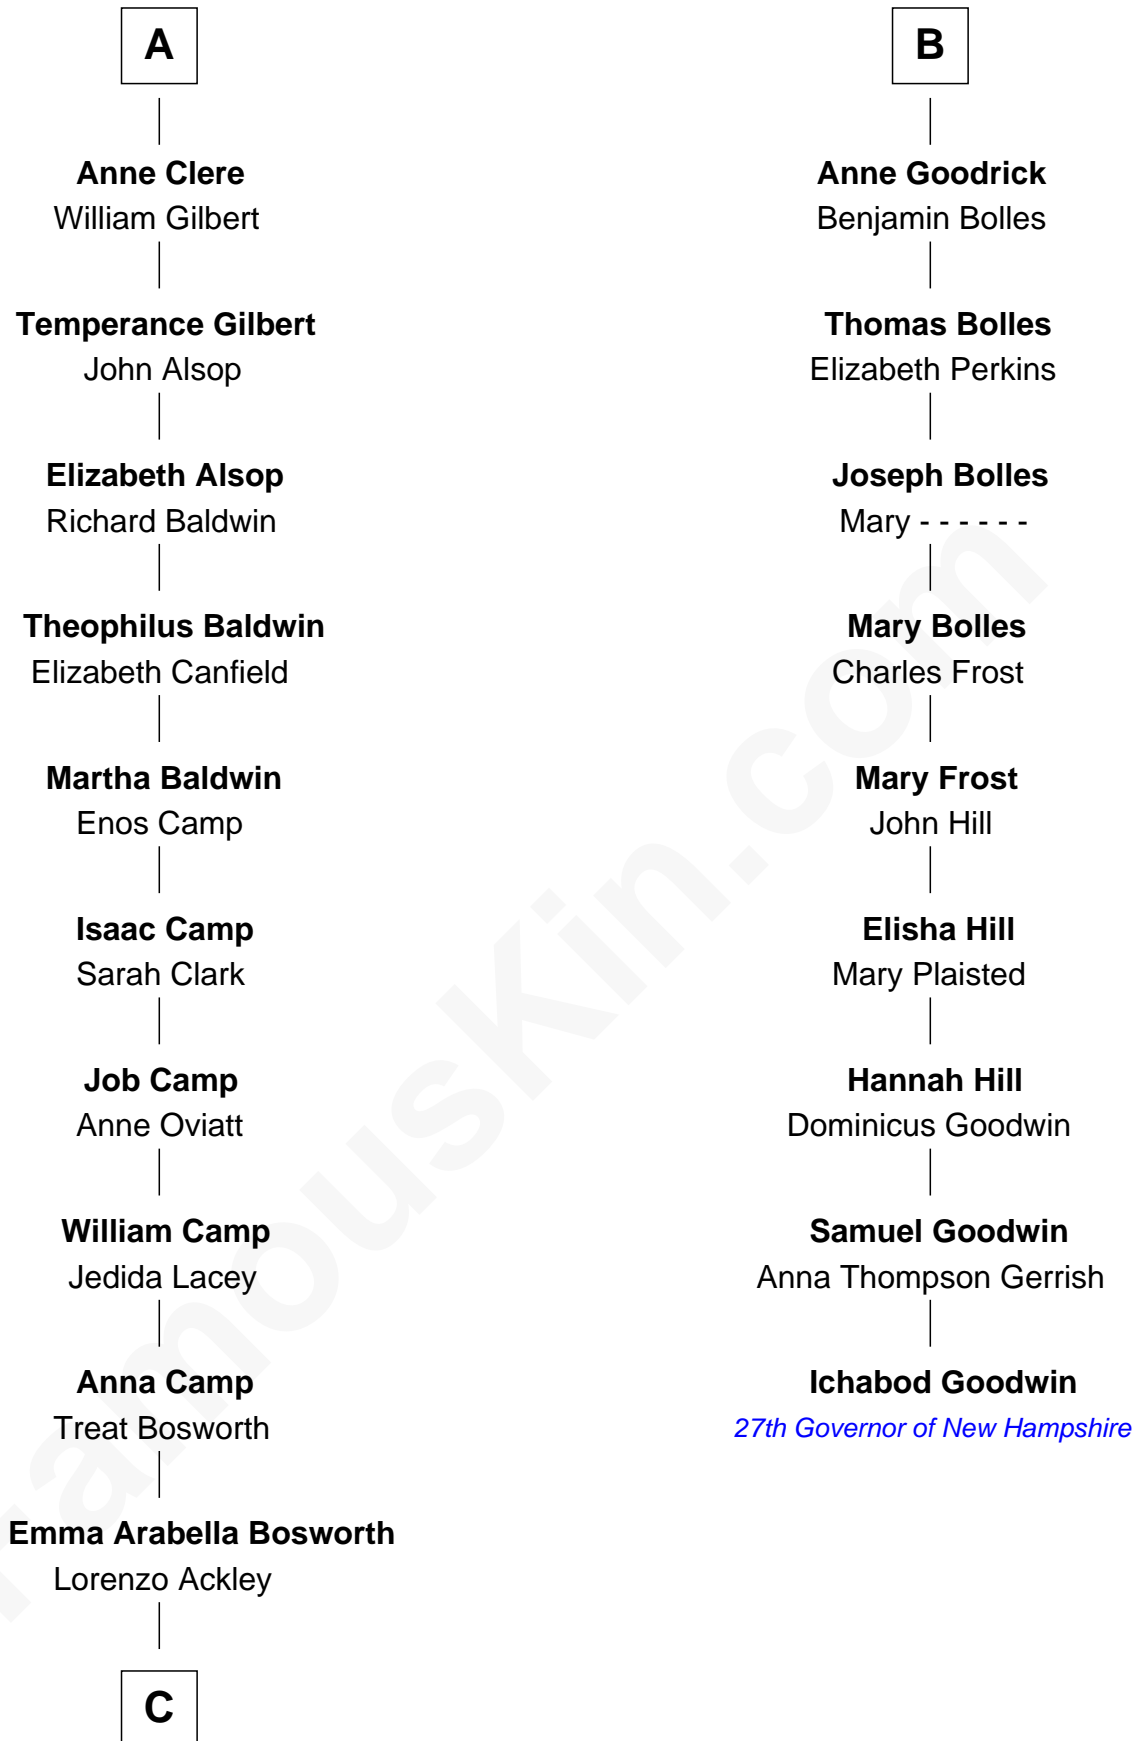 A
Anne Clere
William Gilbert
Temperance Gilbert
John Alsop
Elizabeth Alsop
Richard Baldwin
Theophilus Baldwin
Elizabeth Canfield
Martha Baldwin
Enos Camp
Isaac Camp
Sarah Clark
Job Camp
Anne Oviatt
William Camp
Jedida Lacey
Anna Camp
Treat Bosworth
Emma Arabella Bosworth
Lorenzo Ackley
C
B
Anne Goodrick
Benjamin Bolles
Thomas Bolles
Elizabeth Perkins
Joseph Bolles
Mary - - - - - -
Mary Bolles
Charles Frost
Mary Frost
John Hill
Elisha Hill
Mary Plaisted
Hannah Hill
Dominicus Goodwin
Samuel Goodwin
Anna Thompson Gerrish
Ichabod Goodwin
27th Governor of New Hampshire
FamousKin.com